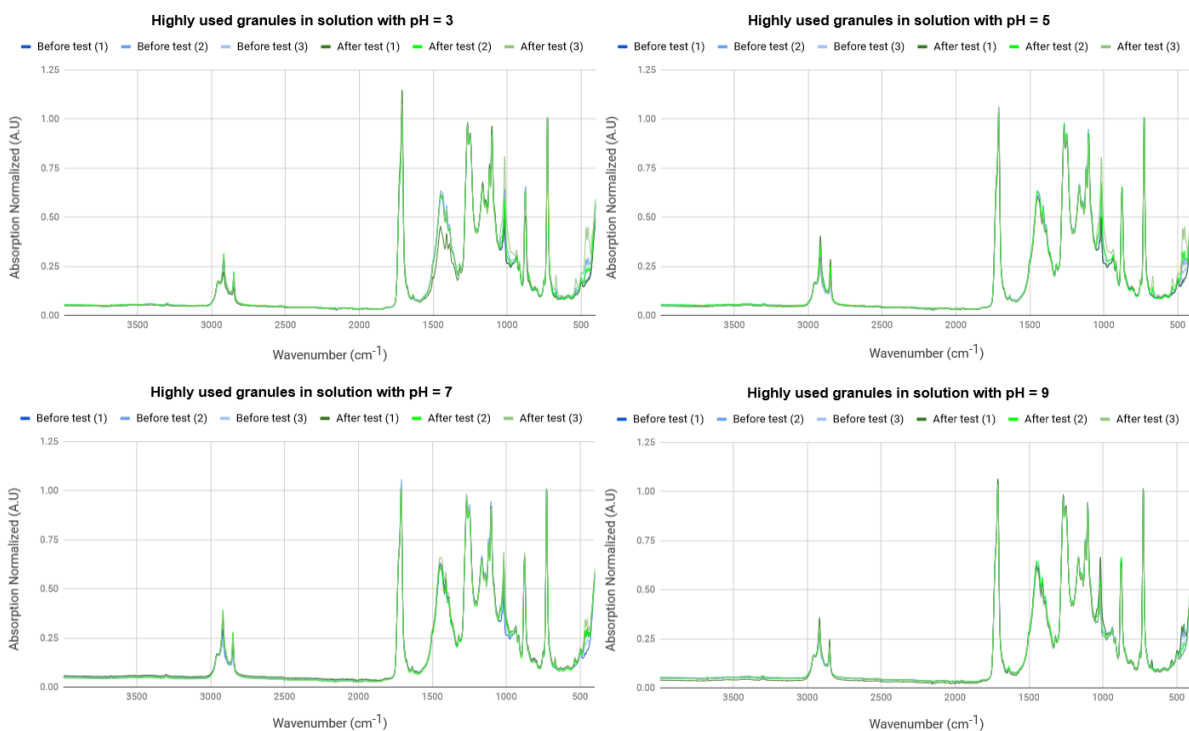 Highly used granules in solution with pH = 3
Before test (1) Before test (2) Before test (3) After test (1) After test (2) After test (3)
1.25
1.00
0.75
0.50
0.25
0.00
Absorption Normalized (A.U)
3500 3000 2500 2000 1500 1000 500
Wavenumber (cm-1)
Highly used granules in solution with pH = 5
Before test (1) Before test (2) Before test (3) After test (1) After test (2) After test (3)
1.25
1.00
0.75
0.50
0.25
0.00
Absorption Normalized (A.U)
3500 3000 2500 2000 1500 1000 500
Wavenumber (cm-1)
Highly used granules in solution with pH = 7
Before test (1) Before test (2) Before test (3) After test (1) After test (2) After test (3)
1.25
1.00
0.75
0.50
0.25
0.00
Absorption Normalized (A.U)
3500 3000 2500 2000 1500 1000 500
Wavenumber (cm-1)
Highly used granules in solution with pH = 9
Before test (1) Before test (2) Before test (3) After test (1) After test (2) After test (3)
1.25
1.00
0.75
0.50
0.25
0.00
Absorption Normalized (A.U)
3500 3000 2500 2000 1500 1000 500
Wavenumber (cm-1)